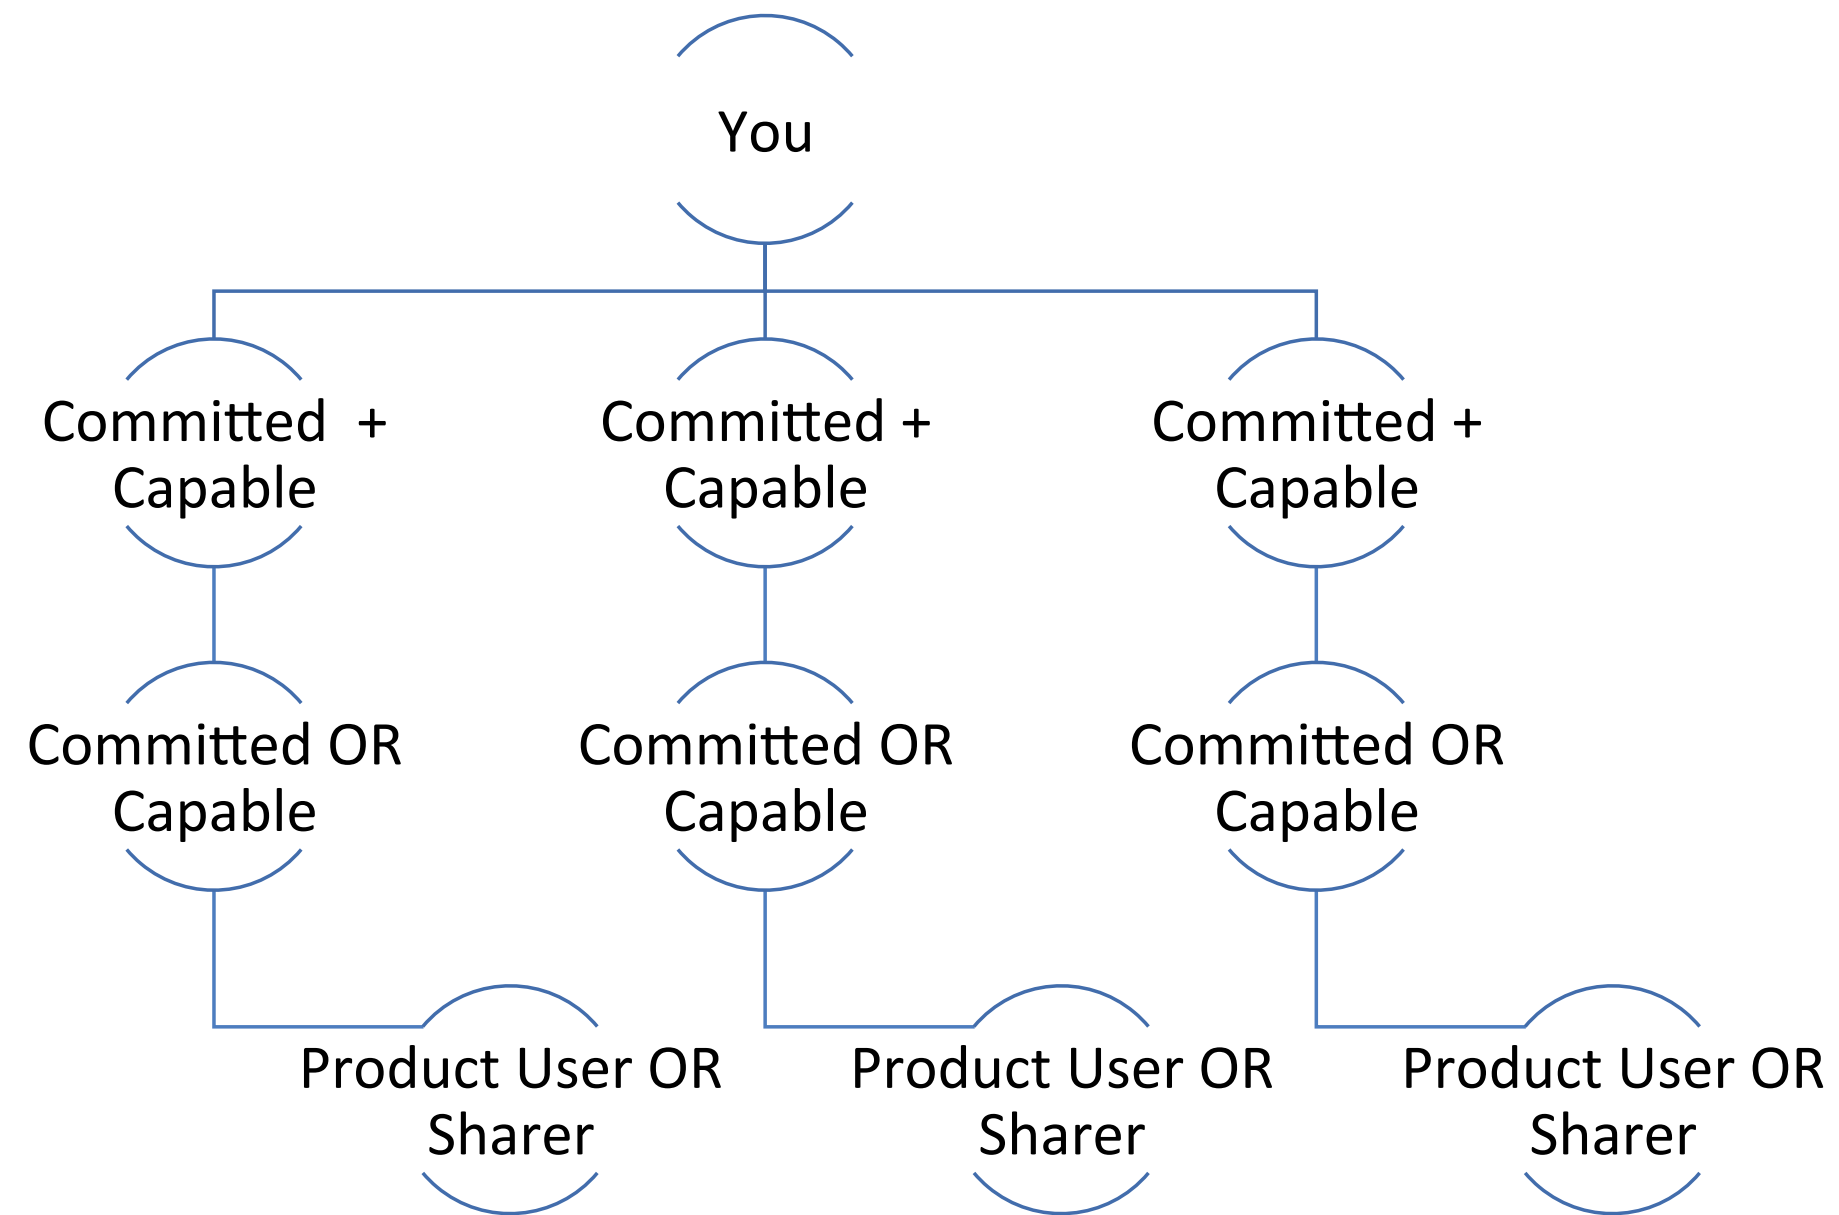 You
Committed  +
Capable
Committed +
Capable
Committed +
Capable
Committed OR
Capable
Committed OR
Capable
Committed OR
Capable
Product User OR
Sharer
Product User OR
Sharer
Product User OR
Sharer